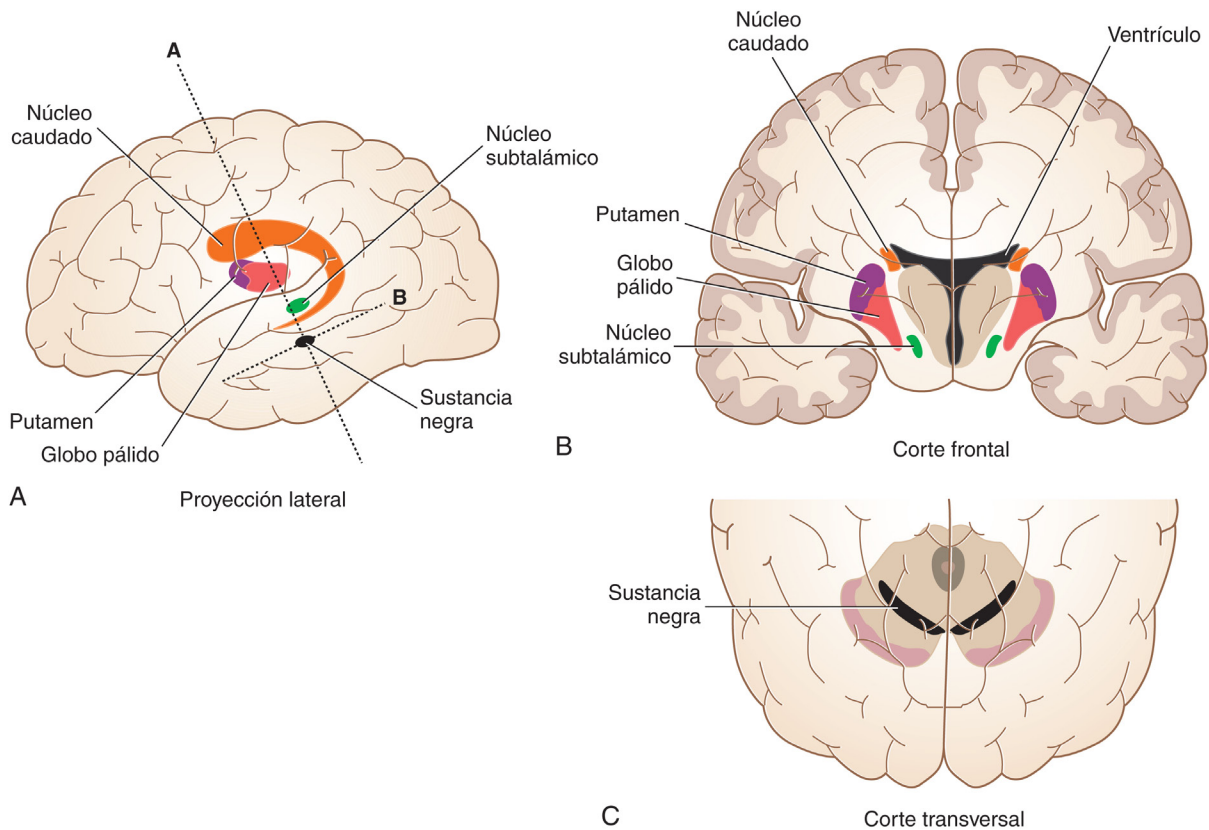 A
Núcleo
caudado
Núcleo
subtalámico
B
Putamen
Globo pálido
Sustancia
negra
A
Proyección lateral
Núcleo
caudado
Ventrículo
Putamen
Globo
pálido
Núcleo
subtalámico
B
Corte frontal
Sustancia
negra
C
Corte transversal